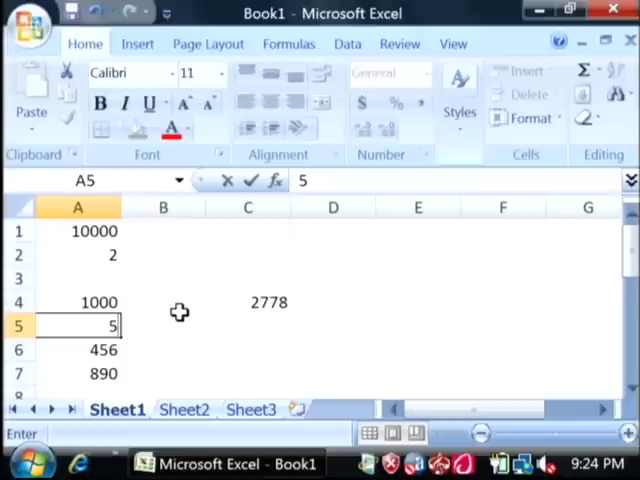 Book1 - Microsoft Excel
Home Insert Page Layout Formulas Data Review View
Calibri 11 General Insert
Paste B I U A A $ % , Styles Delete
A Format
Clipboard Font Alignment Number Cells Editing
A5 fx 5
A B C D E F G
1 10000
2 2
3
4 1000 2778
5 5
6 456
7 890
8
Sheet1 Sheet2 Sheet3
Enter
Microsoft Excel - Book1 9:24 PM